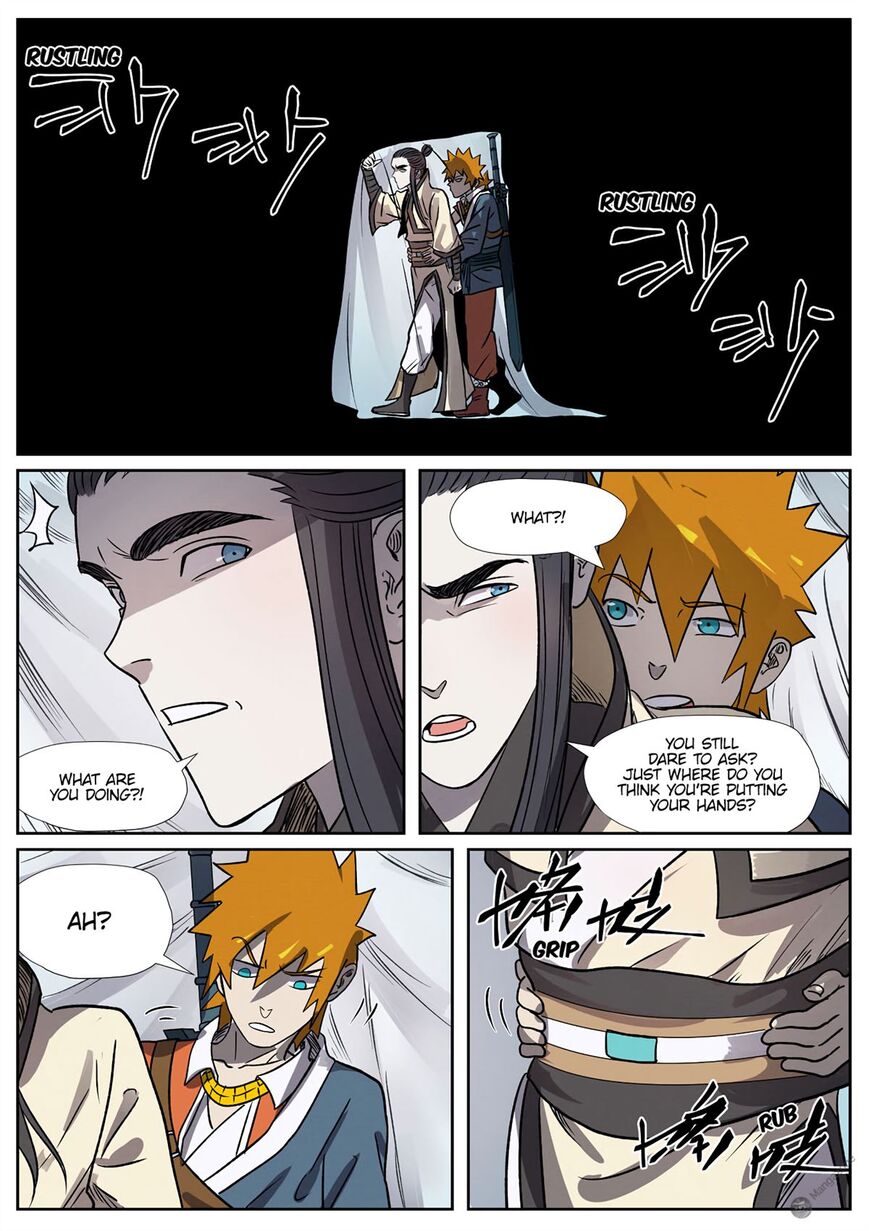 RUSTLING
RUSTLING
WHAT ARE
YOU DOING?!
WHAT?!
YOU STILL
DARE TO ASK?
JUST WHERE DO YOU
THINK YOU'RE PUTTING
YOUR HANDS?
AH?
GRIP
RUB